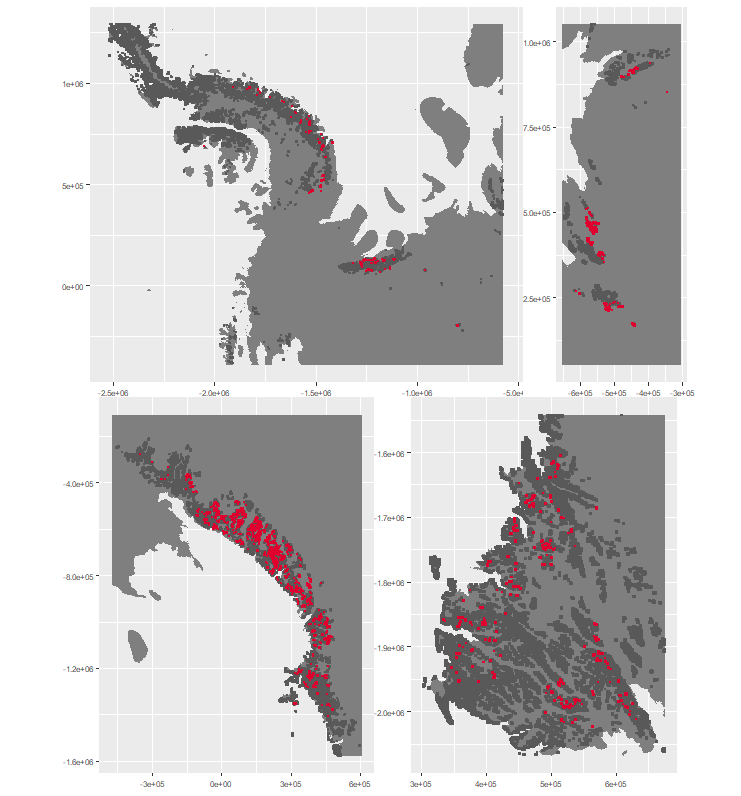 1e+06
5e+05
0e+00
-2.5e+06 -2.0e+06 -1.5e+06 -1.0e+06 -5.0e+
1.0e+06
7.5e+05
5.0e+05
2.5e+05
-6e+05 -5e+05 -4e+05 -3e+05
-4.0e+05
-8.0e+05
-1.2e+06
-1.6e+06
-3e+05 0e+00 3e+05 6e+05
-1.6e+06
-1.7e+06
-1.8e+06
-1.9e+06
-2.0e+06
3e+05 4e+05 5e+05 6e+05